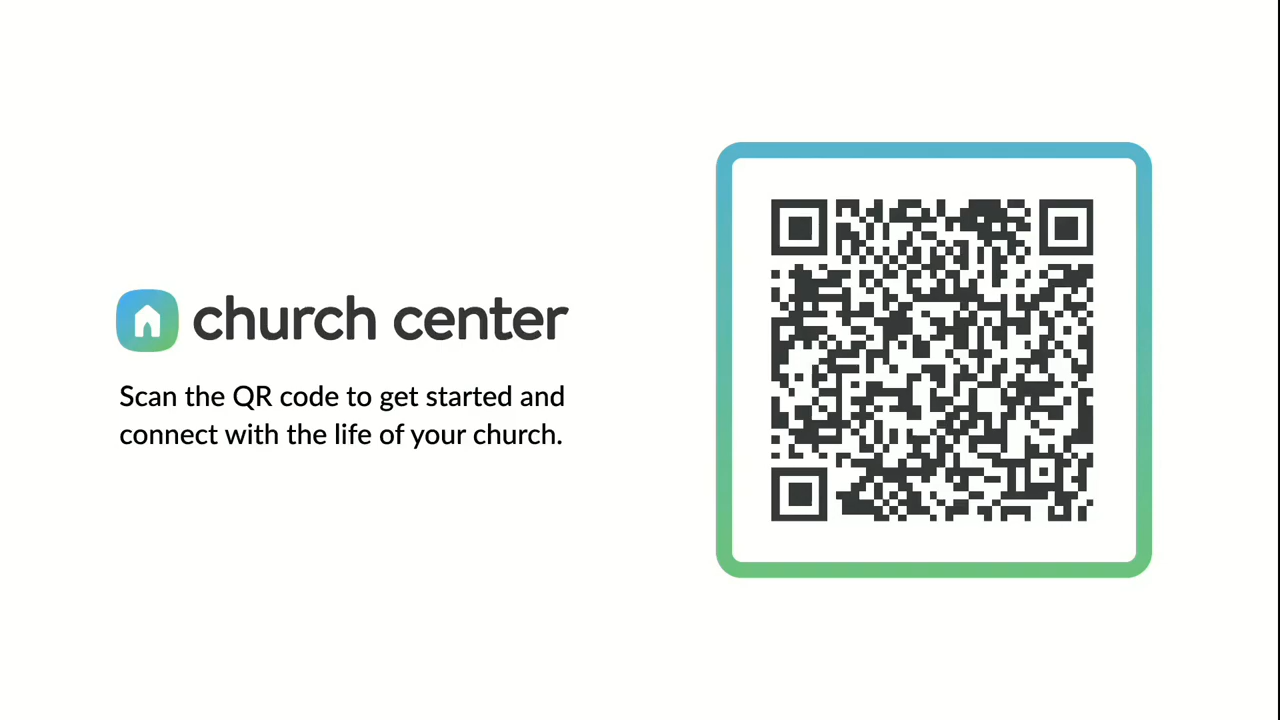 church center
Scan the QR code to get started and
connect with the life of your church.